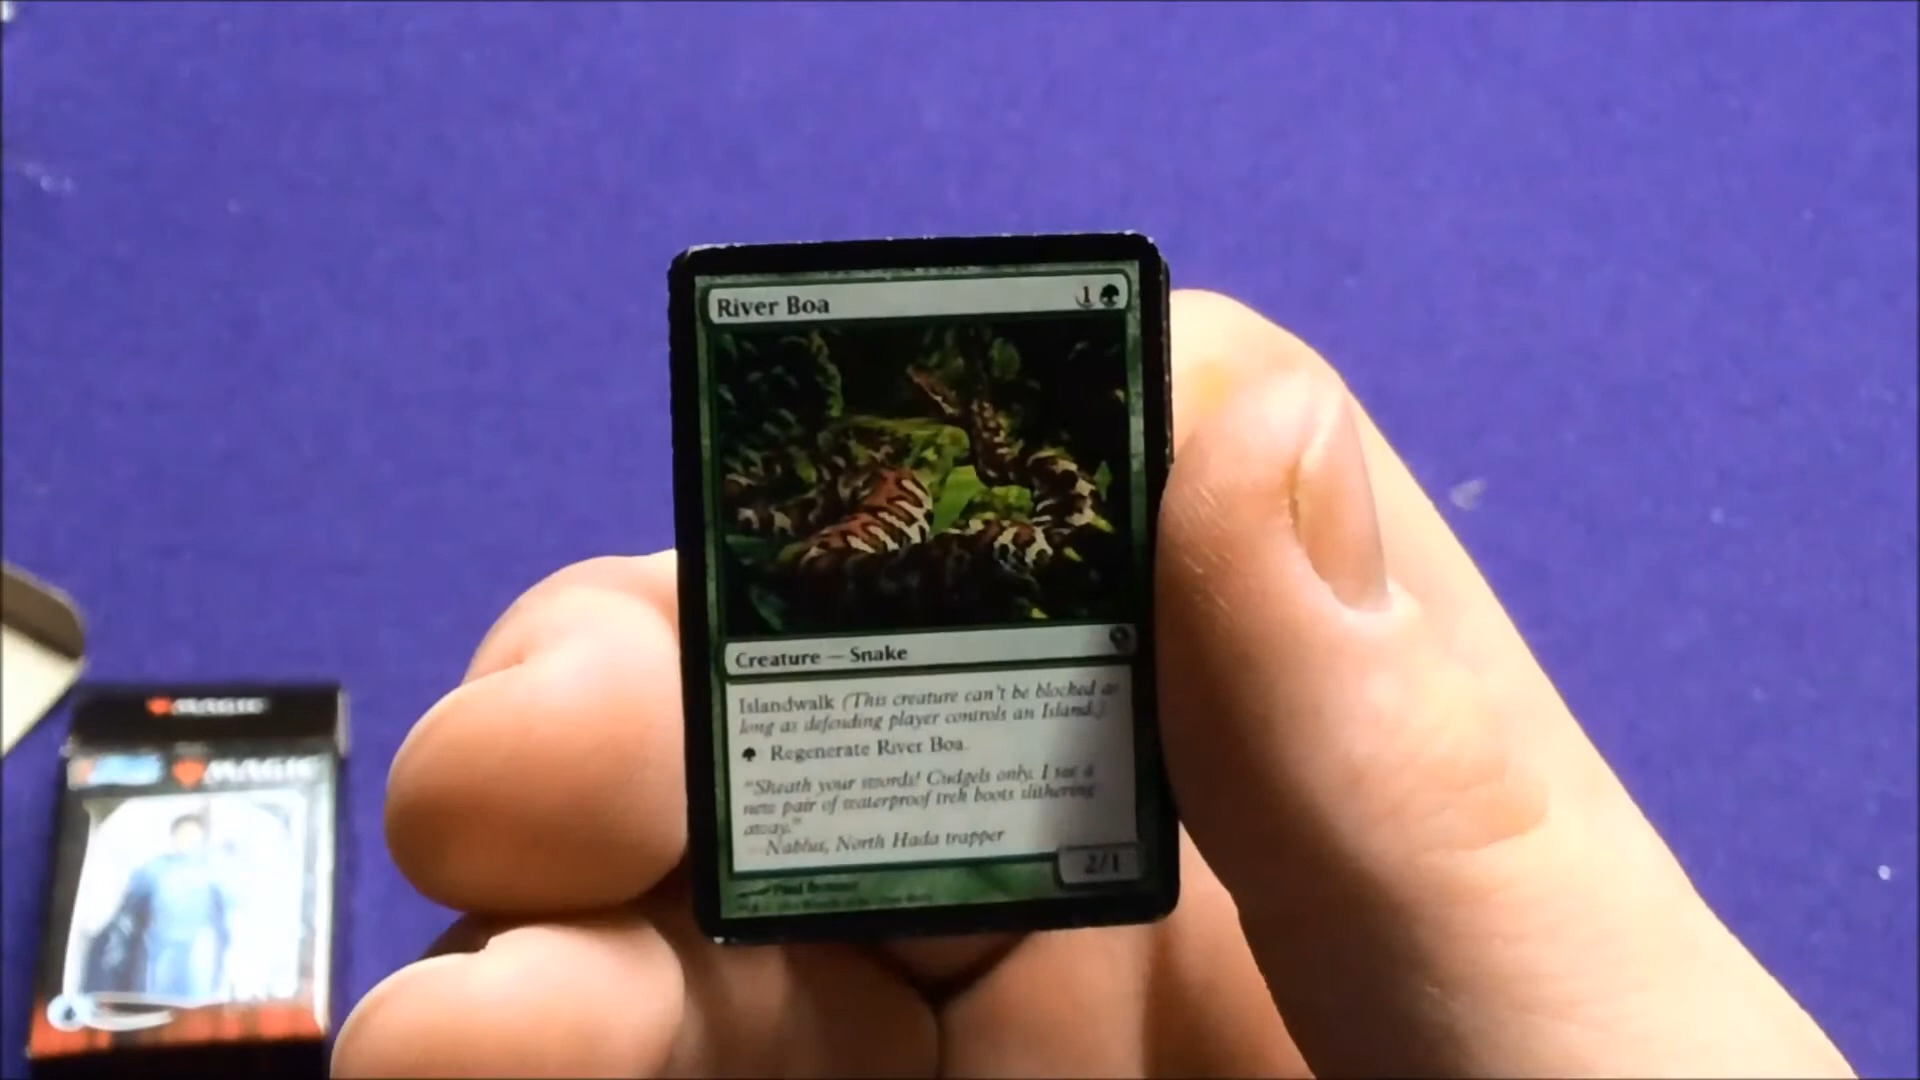 River Boa 1
Creature — Snake
Islandwalk (This creature can't be blocked as
long as defending player controls an Island.)
Regenerate River Boa.
"Sheath your swords! Cudgels only. I see a
new pair of waterproof trek boots slithering
away."
—Nablus, North Hada trapper
2/1
MAGIC
MAGIC